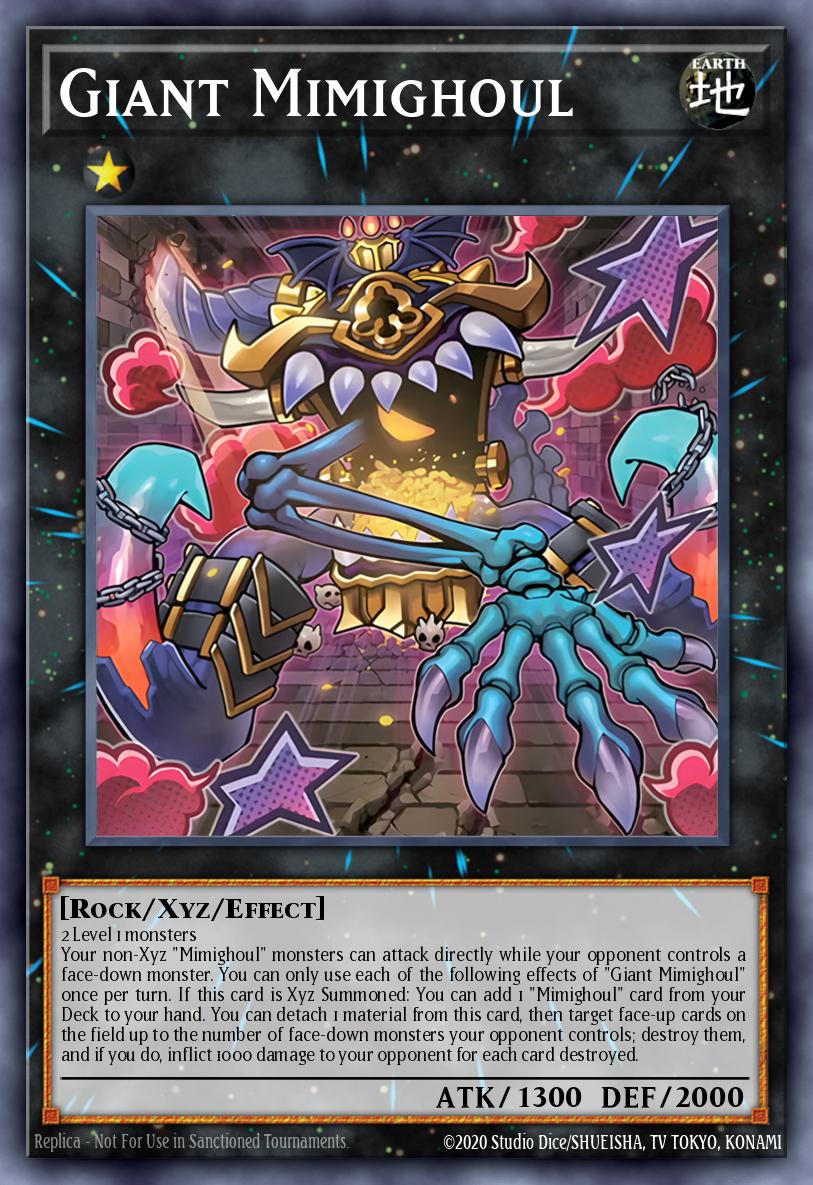 Giant Mimighoul
EARTH
地
[Rock/Xyz/Effect]
2 Level 1 monsters
Your non-Xyz "Mimighoul" monsters can attack directly while your opponent controls a
face-down monster. You can only use each of the following effects of "Giant Mimighoul"
once per turn. If this card is Xyz Summoned: You can add 1 "Mimighoul" card from your
Deck to your hand. You can detach 1 material from this card, then target face-up cards on
the field up to the number of face-down monsters your opponent controls; destroy them,
and if you do, inflict 1000 damage to your opponent for each card destroyed.
ATK/1300 DEF/2000
Replica - Not For Use in Sanctioned Tournaments.
©2020 Studio Dice/SHUEISHA, TV TOKYO, KONAMI